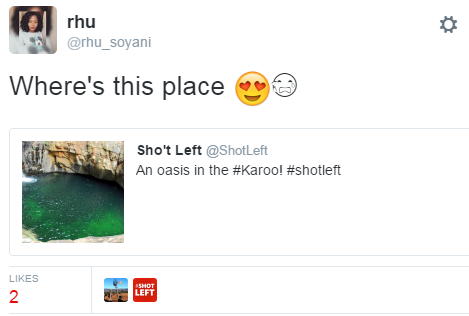 rhu
@rhu_soyani
Where's this place 😍😂
Sho't Left @ShotLeft
An oasis in the #Karoo! #shotleft
LIKES
2
#SHOT
LEFT